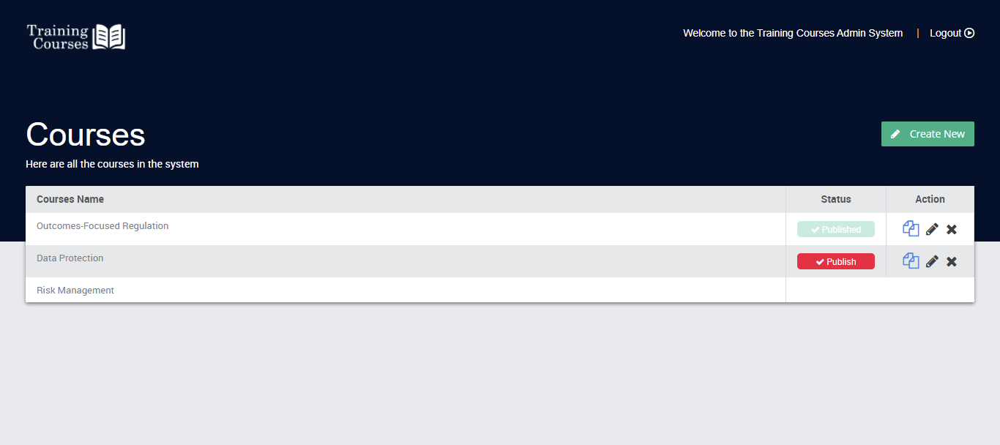 Training
Courses
Welcome to the Training Courses Admin System | Logout
Courses
Create New
Here are all the courses in the system
Courses Name Status Action
Outcomes-Focused Regulation Published
Data Protection Publish
Risk Management